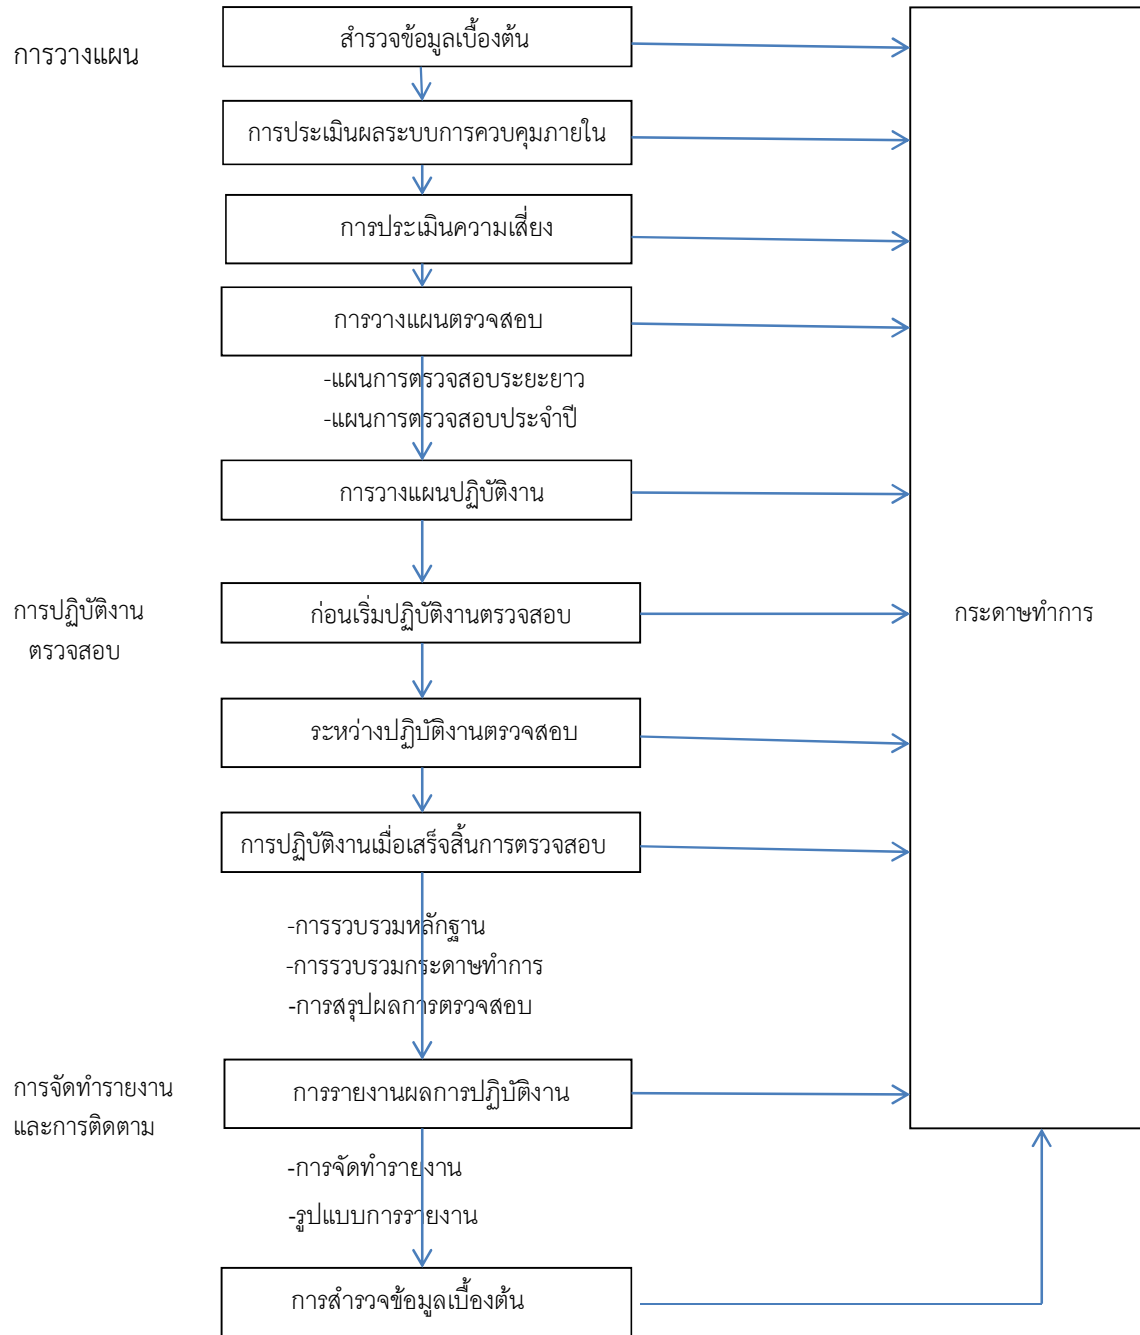 การวางแผน
สำรวจข้อมูลเบื้องต้น
การประเมินผลระบบการควบคุมภายใน
การประเมินความเสี่ยง
การวางแผนตรวจสอบ
-แผนการตรวจสอบระยะยาว
-แผนการตรวจสอบประจำปี
การวางแผนปฏิบัติงาน
การปฏิบัติงาน
ตรวจสอบ
ก่อนเริ่มปฏิบัติงานตรวจสอบ
กระดาษทำการ
ระหว่างปฏิบัติงานตรวจสอบ
การปฏิบัติงานเมื่อเสร็จสิ้นการตรวจสอบ
-การรวบรวมหลักฐาน
-การรวบรวมกระดาษทำการ
-การสรุปผลการตรวจสอบ
การจัดทำรายงาน
และการติดตาม
การรายงานผลการปฏิบัติงาน
-การจัดทำรายงาน
-รูปแบบการรายงาน
การสำรวจข้อมูลเบื้องต้น